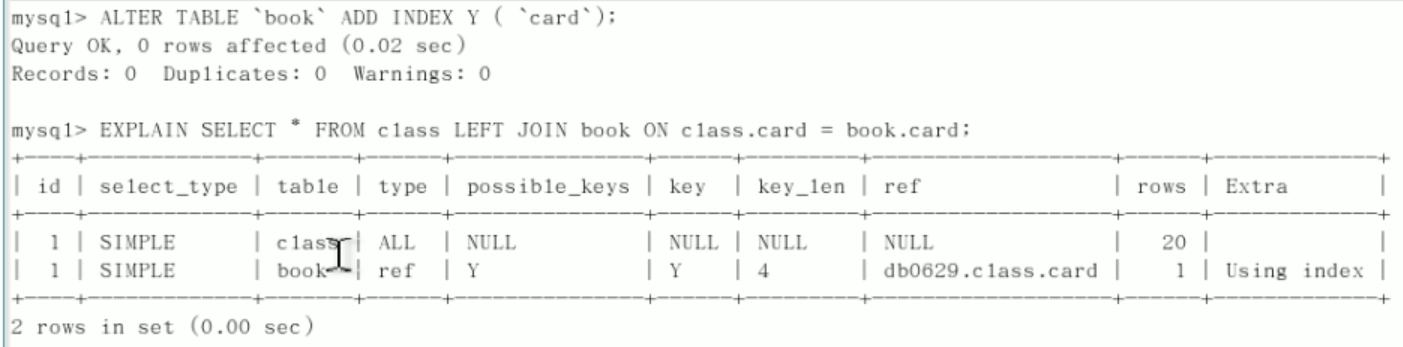 mysql> ALTER TABLE `book` ADD INDEX Y ( `card`);
Query OK, 0 rows affected (0.02 sec)
Records: 0  Duplicates: 0  Warnings: 0
mysql> EXPLAIN SELECT * FROM class LEFT JOIN book ON class.card = book.card;
| id | select_type | table | type | possible_keys | key | key_len | ref | rows | Extra |
| 1 | SIMPLE | class | ALL | NULL | NULL | NULL | NULL | 20 | |
| 1 | SIMPLE | book | ref | Y | Y | 4 | db0629.class.card | 1 | Using index |
2 rows in set (0.00 sec)